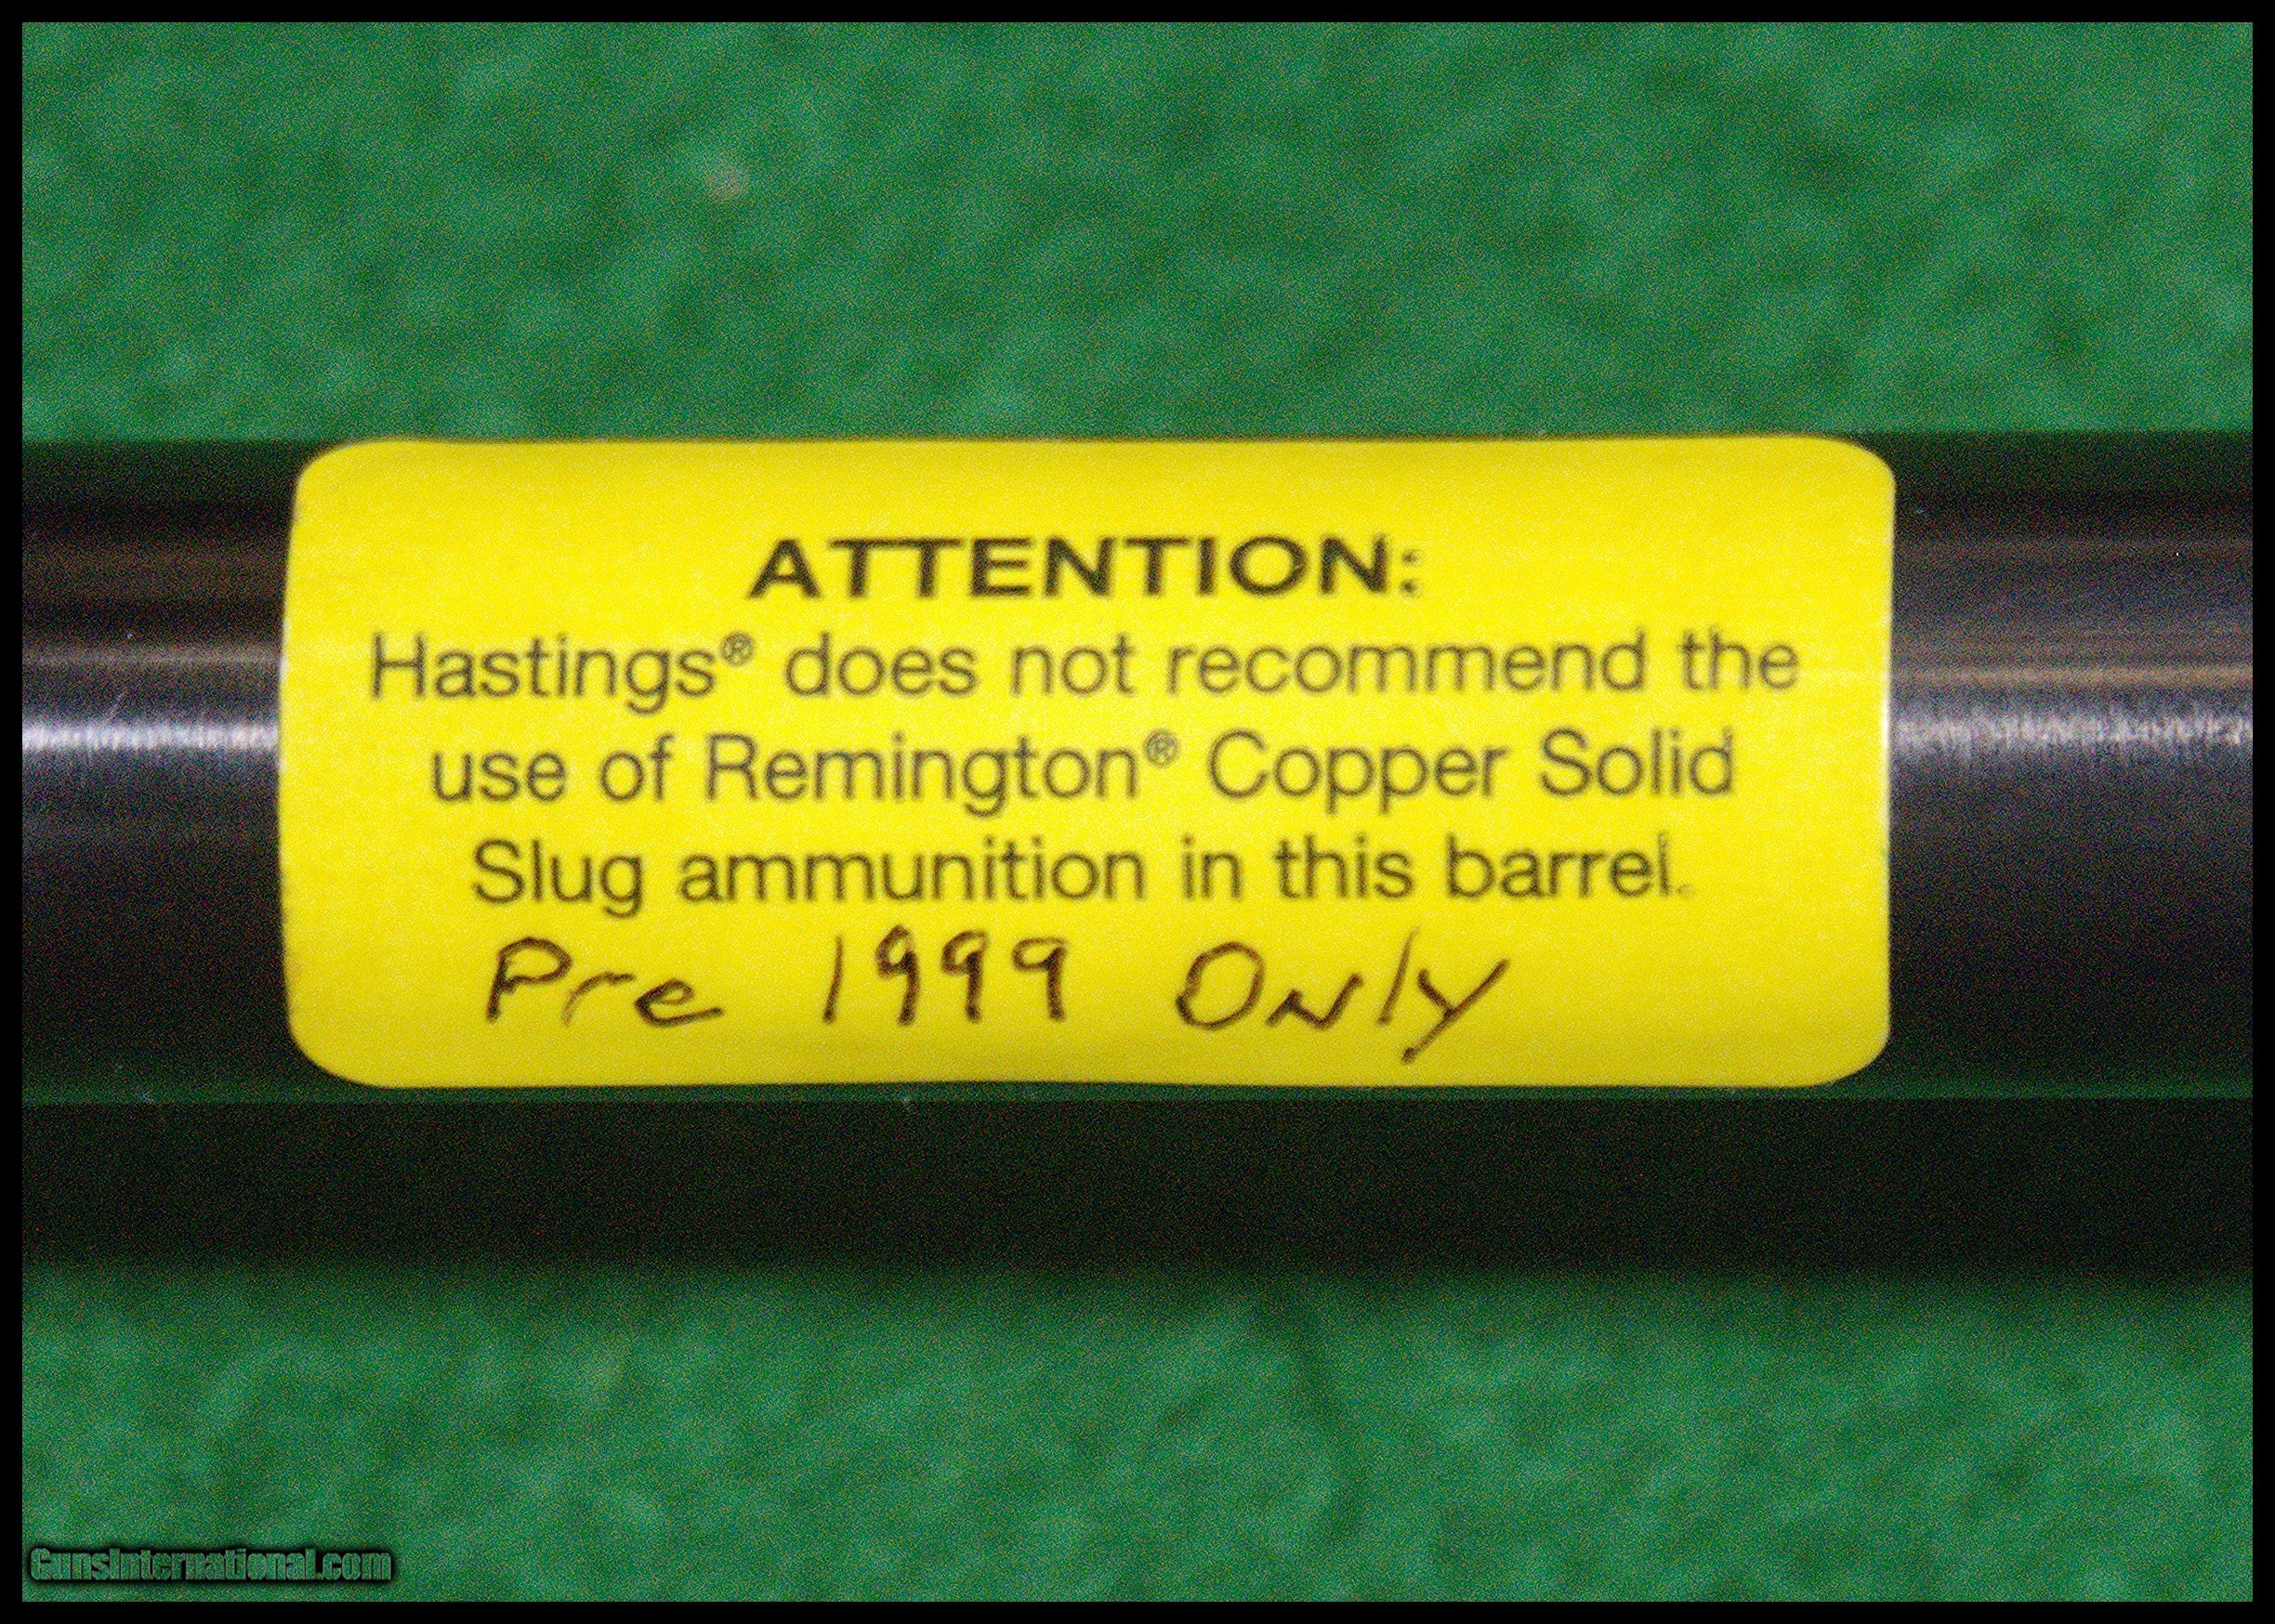 ATTENTION:
Hastings® does not recommend the
use of Remington® Copper Solid
Slug ammunition in this barrel.
Pre 1999 Only
GunsInternational.com